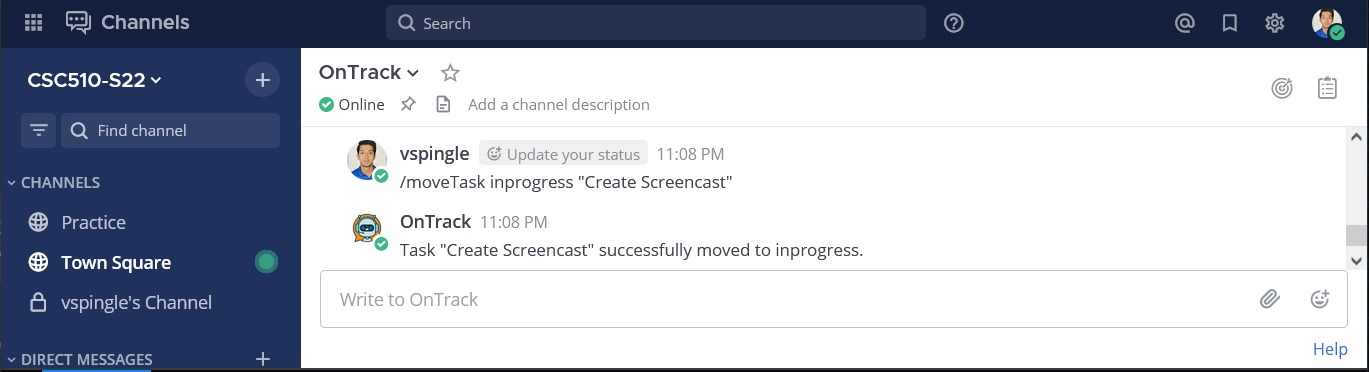 Channels
Search
CSC510-S22
Find channel
CHANNELS
Practice
Town Square
vspingle's Channel
DIRECT MESSAGES
OnTrack
Online
Add a channel description
vspingle Update your status 11:08 PM
/moveTask inprogress "Create Screencast"
OnTrack 11:08 PM
Task "Create Screencast" successfully moved to inprogress.
Write to OnTrack
Help